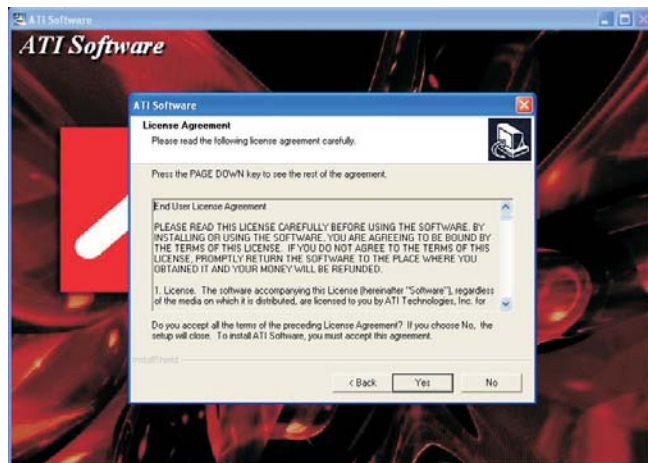 ATI Software
ATI Software
ATI Software
License Agreement
Please read the following license agreement carefully.
Press the PAGE DOWN key to see the rest of the agreement.
End User License Agreement
PLEASE READ THIS LICENSE CAREFULLY BEFORE USING THE SOFTWARE. BY
INSTALLING OR USING THE SOFTWARE, YOU ARE AGREEING TO BE BOUND BY
THE TERMS OF THIS LICENSE. IF YOU DO NOT AGREE TO THE TERMS OF THIS
LICENSE, PROMPTLY RETURN THE SOFTWARE TO THE PLACE WHERE YOU
OBTAINED IT AND YOUR MONEY WILL BE REFUNDED.
1. License. The software accompanying this License (hereinafter "Software"), regardless
of the media on which it is distributed, are licensed to you by ATI Technologies, Inc. for
Do you accept all the terms of the preceding License Agreement? If you choose No, the
setup will close. To install ATI Software, you must accept this agreement.
InstallShield
< Back Yes No